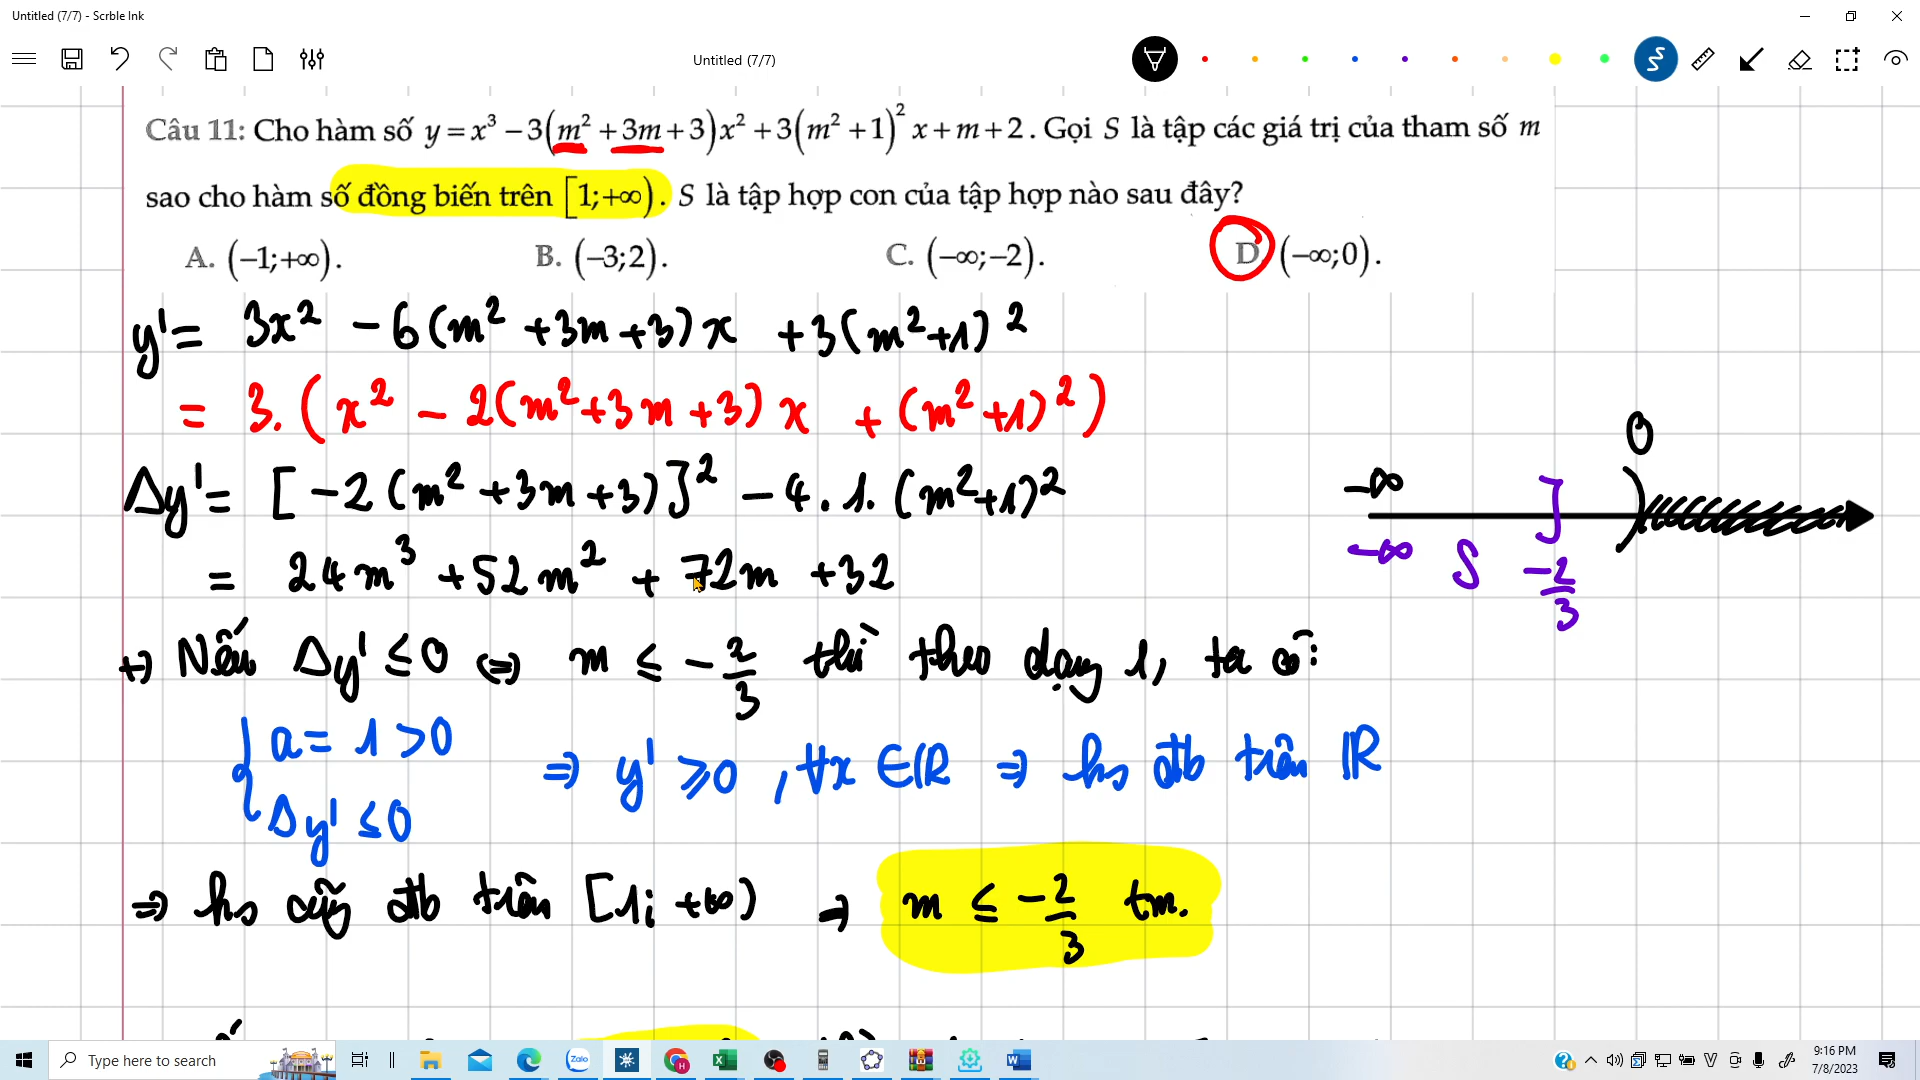 Untitled (7/7) - Scrble Ink
Untitled (7/7)
Câu 11: Cho hàm số y = x³ − 3(m² + 3m + 3)x² + 3(m² + 1)² x + m + 2. Gọi S là tập các giá trị của tham số m
sao cho hàm số đồng biến trên [1; +∞). S là tập hợp con của tập hợp nào sau đây?
A. (−1; +∞). B. (−3; 2). C. (−∞; −2). D. (−∞; 0).
y' = 3x² − 6(m² + 3m + 3)x + 3(m² + 1)²
= 3.(x² − 2(m² + 3m + 3)x + (m² + 1)²)
Δy' = [−2(m² + 3m + 3)]² − 4.1.(m² + 1)²
= 24m³ + 52m² + 72m + 32
0
−∞
−∞ S −2/3
+) Nếu Δy' ≤ 0 ⇔ m ≤ −2/3 thì theo dạng 1, ta có:
{ a = 1 > 0
Δy' ≤ 0
⇒ y' ≥ 0, ∀x ∈ ℝ ⇒ hs đb trên ℝ
⇒ hs cũng đb trên [1; +∞) ⇒ m ≤ −2/3 tm.
Type here to search
Zalo
9:16 PM
7/8/2023